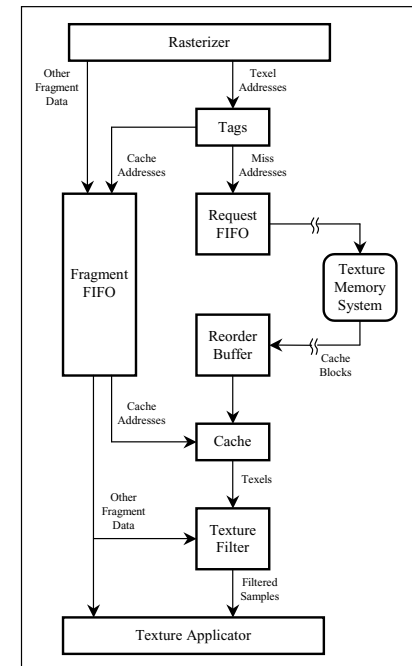 Rasterizer
Other
Fragment
Data
Texel
Addresses
Tags
Cache
Addresses
Miss
Addresses
Request
FIFO
Fragment
FIFO
Texture
Memory
System
Reorder
Buffer
Cache
Blocks
Cache
Addresses
Cache
Texels
Other
Fragment
Data
Texture
Filter
Filtered
Samples
Texture Applicator